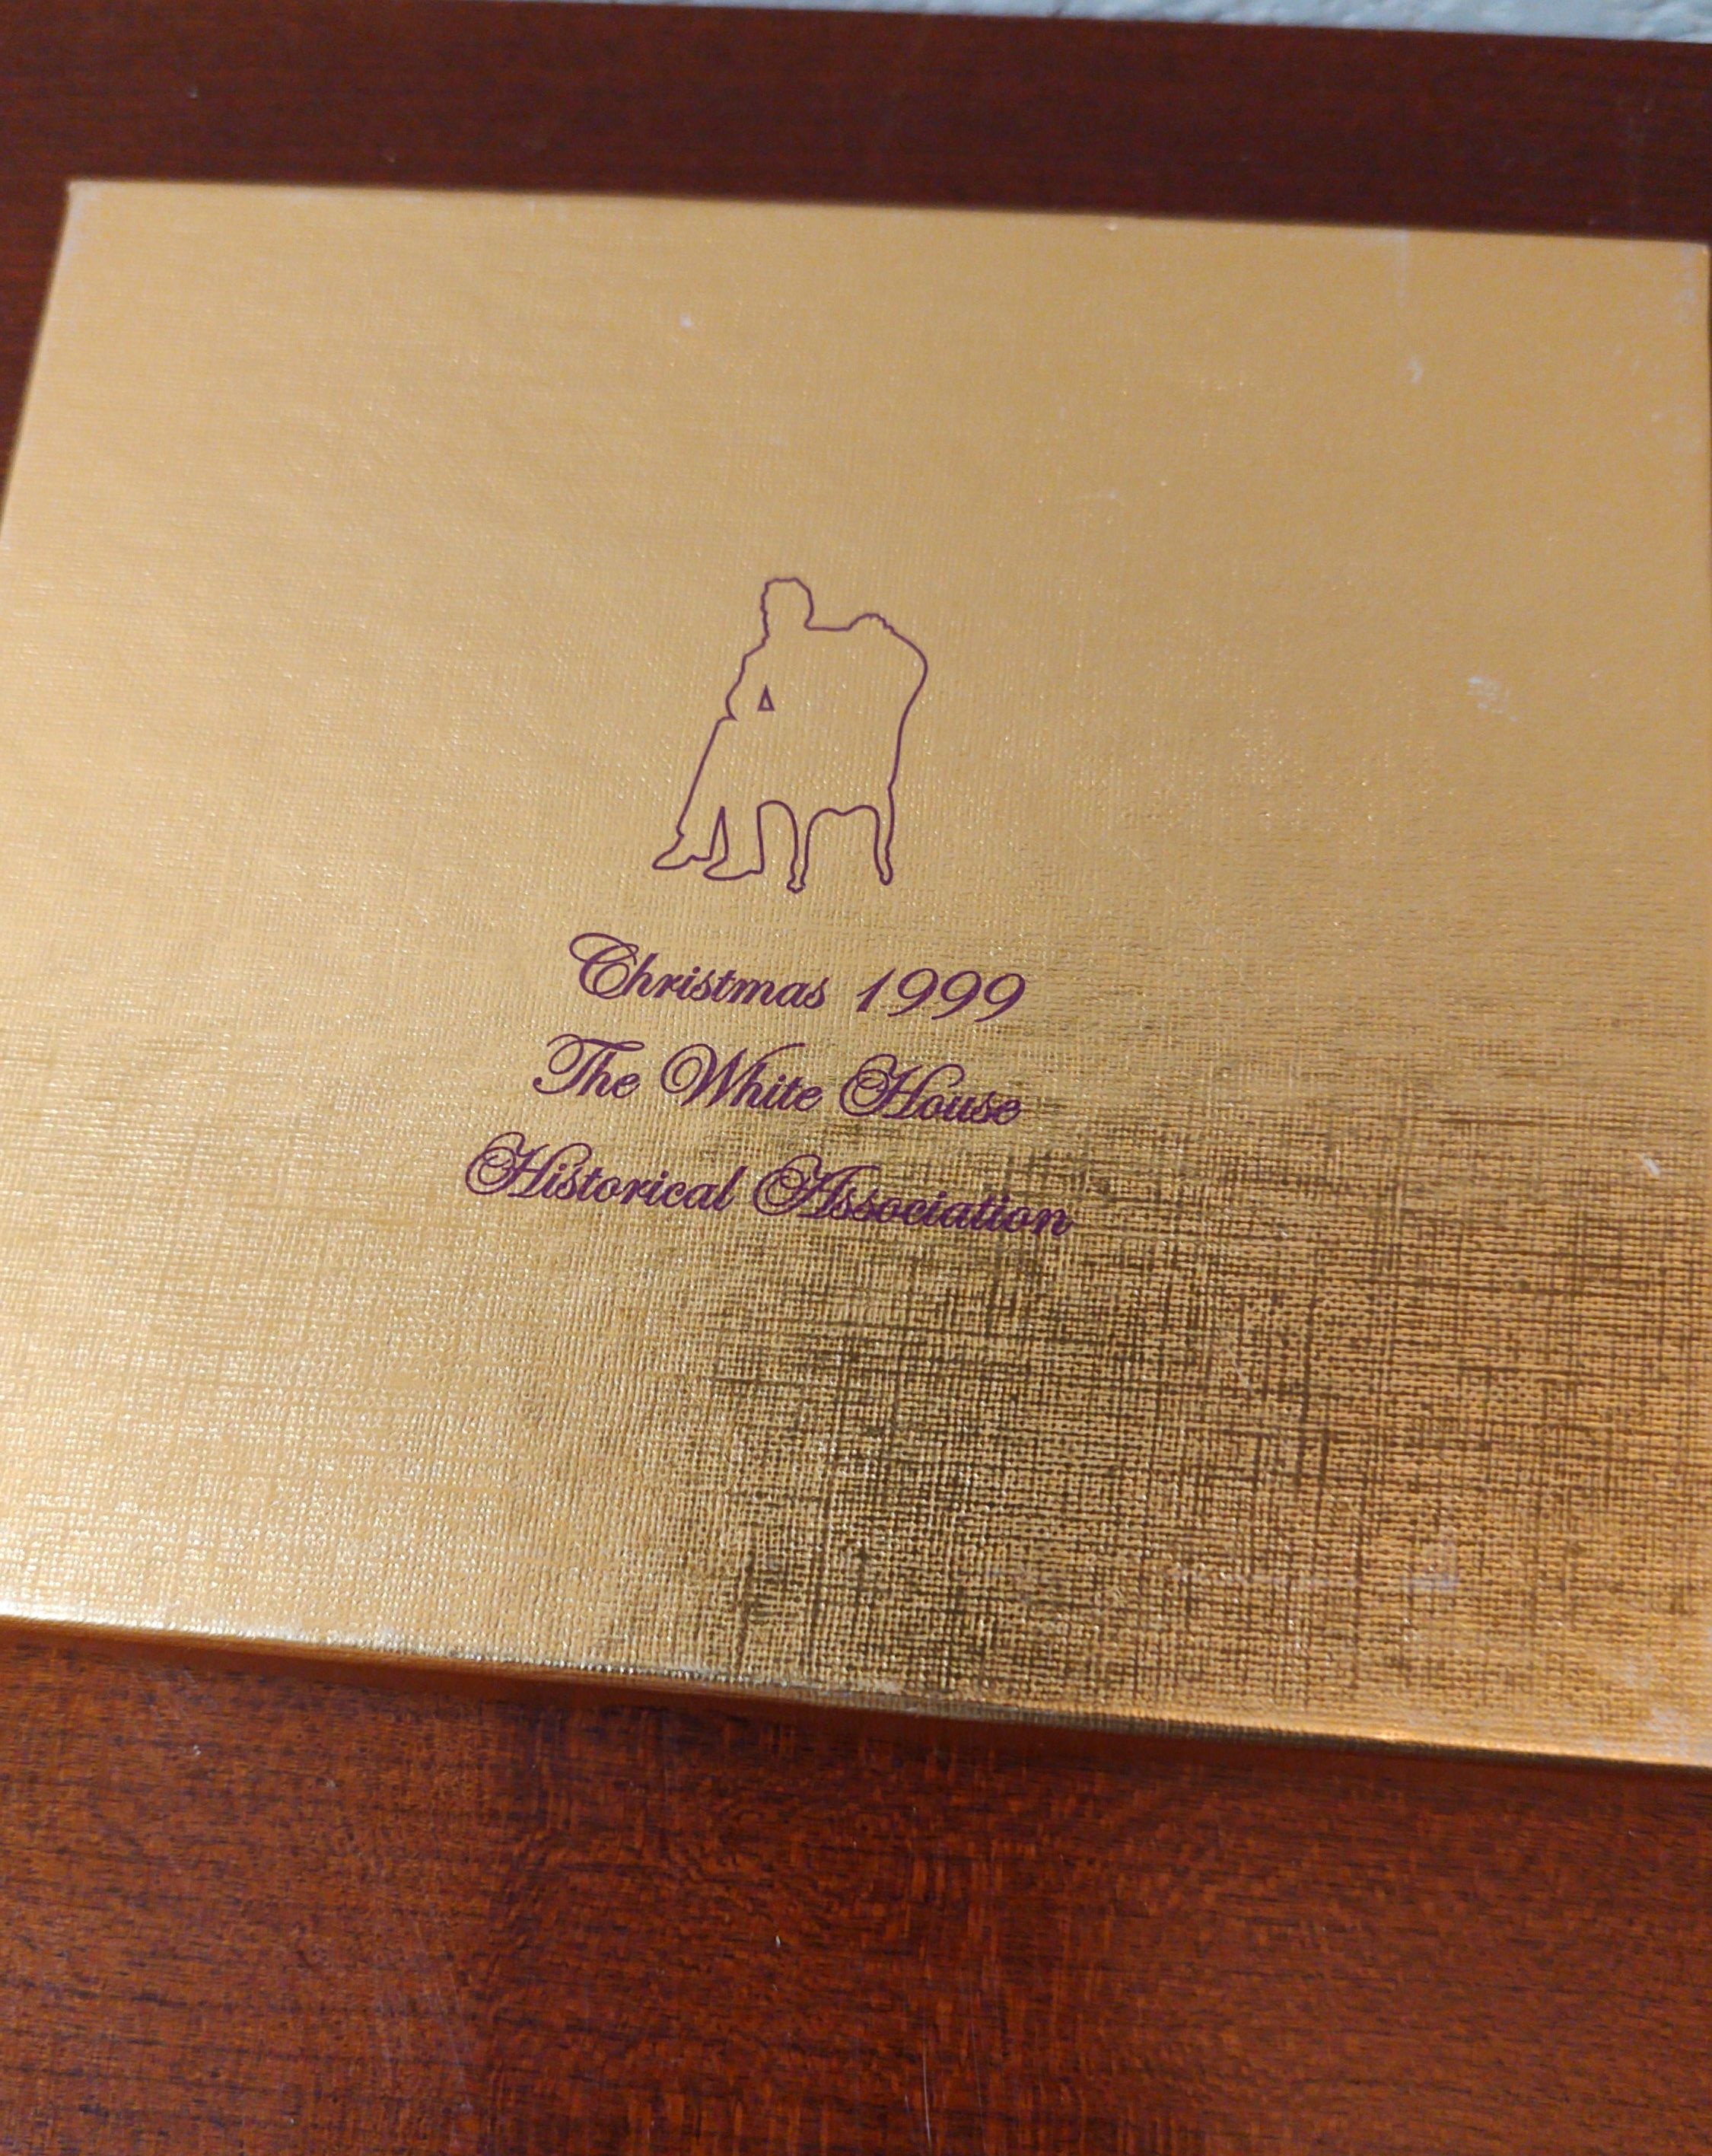 Christmas 1999
The White House
Historical Association